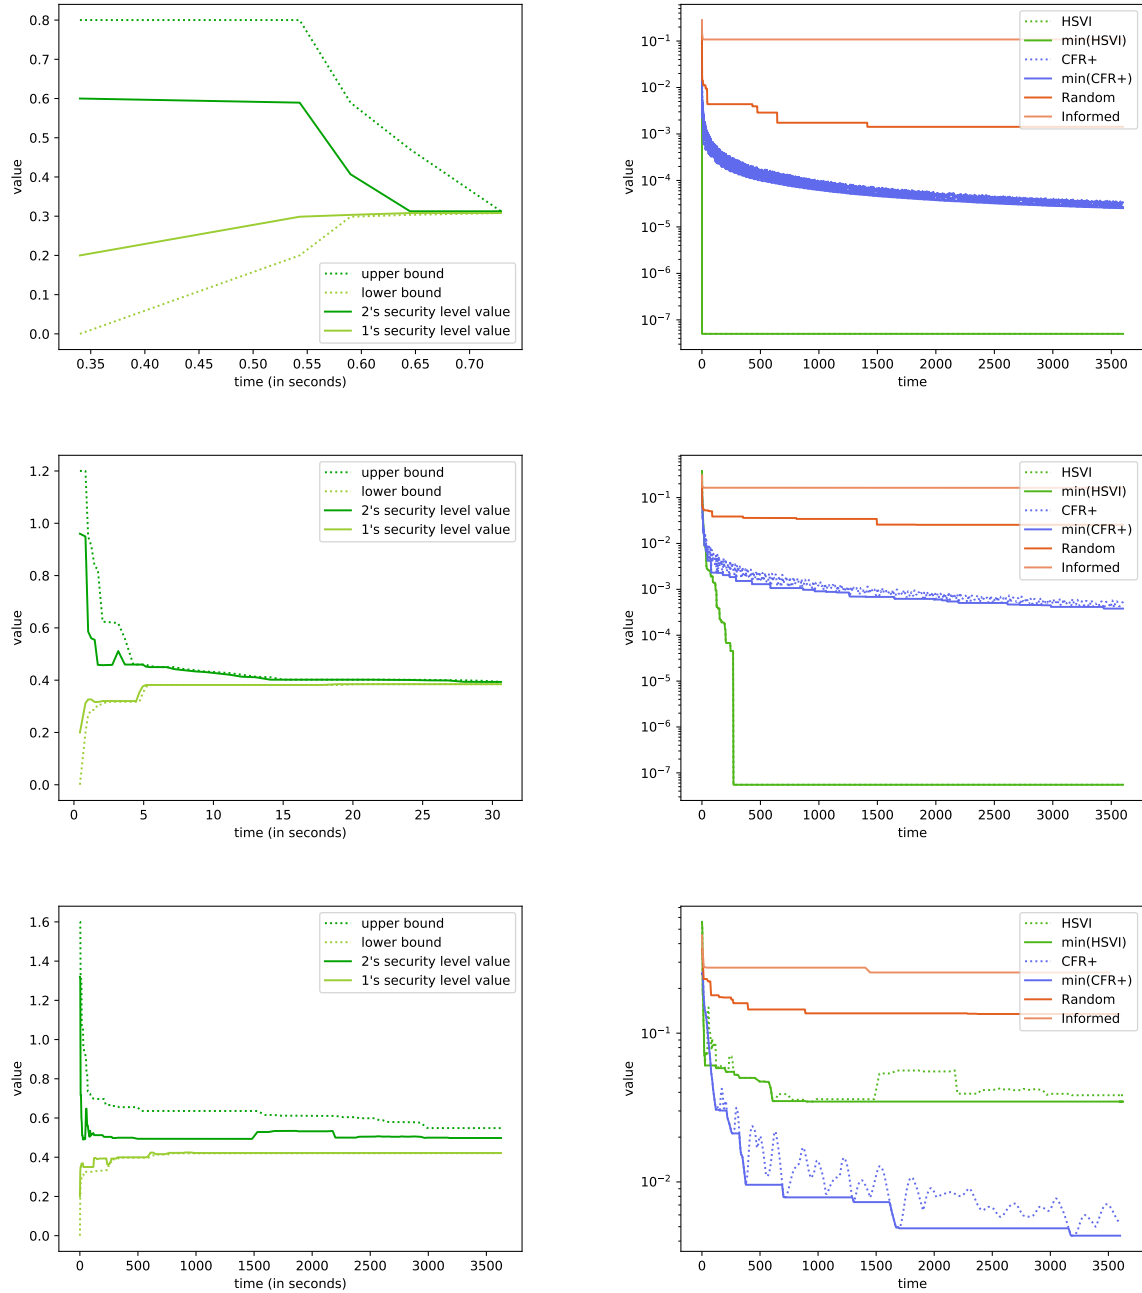 0.8
0.7
0.6
0.5
0.4
0.3
0.2
0.1
0.0
value
upper bound
lower bound
2's security level value
1's security level value
0.35 0.40 0.45 0.50 0.55 0.60 0.65 0.70
time (in seconds)
10⁻¹
10⁻²
10⁻³
10⁻⁴
10⁻⁵
10⁻⁶
10⁻⁷
value
HSVI
min(HSVI)
CFR+
min(CFR+)
Random
Informed
0 500 1000 1500 2000 2500 3000 3500
time
1.2
1.0
0.8
0.6
0.4
0.2
0.0
value
upper bound
lower bound
2's security level value
1's security level value
0 5 10 15 20 25 30
time (in seconds)
10⁻¹
10⁻²
10⁻³
10⁻⁴
10⁻⁵
10⁻⁶
10⁻⁷
value
HSVI
min(HSVI)
CFR+
min(CFR+)
Random
Informed
0 500 1000 1500 2000 2500 3000 3500
time
1.6
1.4
1.2
1.0
0.8
0.6
0.4
0.2
0.0
value
upper bound
lower bound
2's security level value
1's security level value
0 500 1000 1500 2000 2500 3000 3500
time (in seconds)
10⁻¹
10⁻²
value
HSVI
min(HSVI)
CFR+
min(CFR+)
Random
Informed
0 500 1000 1500 2000 2500 3000 3500
time